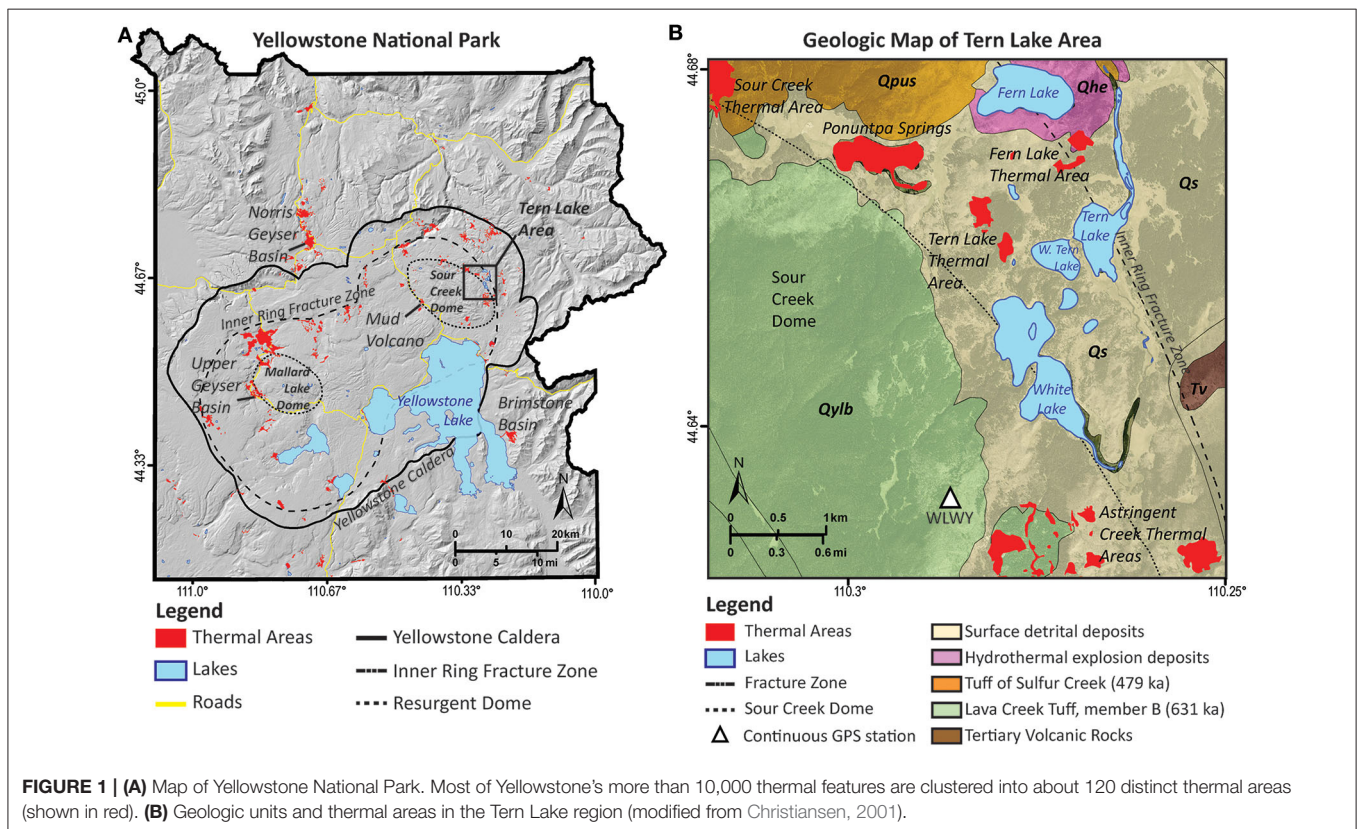 A
Yellowstone National Park
45.0°
44.67°
44.33°
Norris
Geyser
Basin
Tern Lake
Area
Sour
Creek
Dome
Inner Ring Fracture Zone
Mud
Volcano
Upper
Geyser
Basin
Mallard
Lake
Dome
Yellowstone
Lake
Brimstone
Basin
Yellowstone Caldera
N
0 10 20km
0 5 10 mi
111.0° 110.67° 110.33° 110.0°
Legend
Thermal Areas
Lakes
Roads
Yellowstone Caldera
Inner Ring Fracture Zone
Resurgent Dome
B
Geologic Map of Tern Lake Area
44.68°
44.64°
Sour Creek
Thermal Area
Qpus
Fern Lake
Qhe
Ponuntpa Springs
Fern Lake
Thermal Area
Qs
Tern
Lake
W. Tern
Lake
Tern Lake
Thermal
Area
Inner Ring Fracture Zone
Sour
Creek
Dome
Qs
Tv
White
Lake
Qylb
N
0 0.5 1km
0 0.3 0.6 mi
WLWY
Astringent
Creek Thermal
Areas
110.3° 110.25°
Legend
Thermal Areas
Lakes
Fracture Zone
Sour Creek Dome
Continuous GPS station
Surface detrital deposits
Hydrothermal explosion deposits
Tuff of Sulfur Creek (479 ka)
Lava Creek Tuff, member B (631 ka)
Tertiary Volcanic Rocks
FIGURE 1 | (A) Map of Yellowstone National Park. Most of Yellowstone's more than 10,000 thermal features are clustered into about 120 distinct thermal areas
(shown in red). (B) Geologic units and thermal areas in the Tern Lake region (modified from Christiansen, 2001).